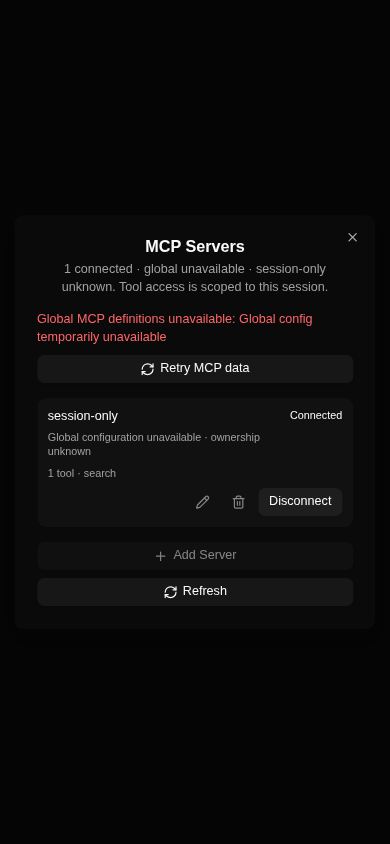 MCP Servers
1 connected · global unavailable · session-only
unknown. Tool access is scoped to this session.
Global MCP definitions unavailable: Global config
temporarily unavailable
Retry MCP data
session-only
Connected
Global configuration unavailable · ownership
unknown
1 tool · search
Disconnect
Add Server
Refresh